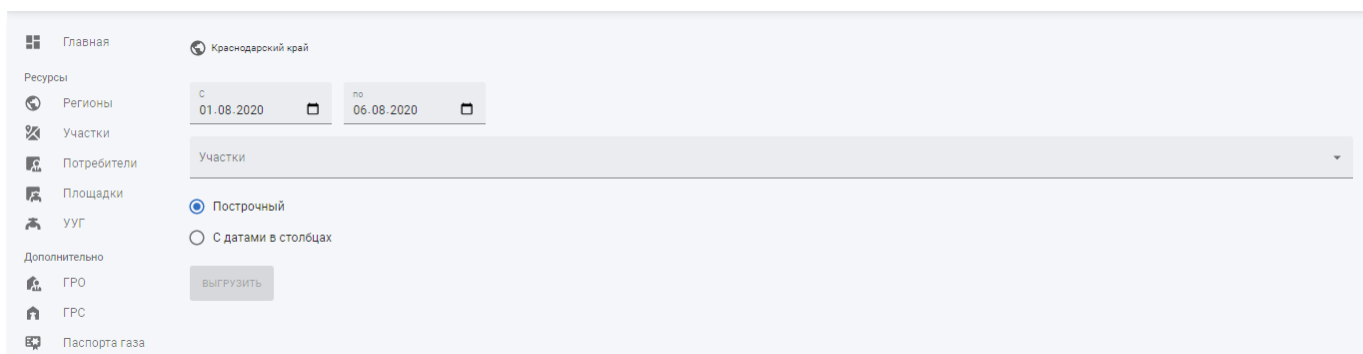 Главная
Краснодарский край
Ресурсы
Регионы
Участки
Потребители
Площадки
УУГ
Дополнительно
ГРО
ГРС
Паспорта газа
С
01.08.2020
по
06.08.2020
Участки
Построчный
С датами в столбцах
ВЫГРУЗИТЬ